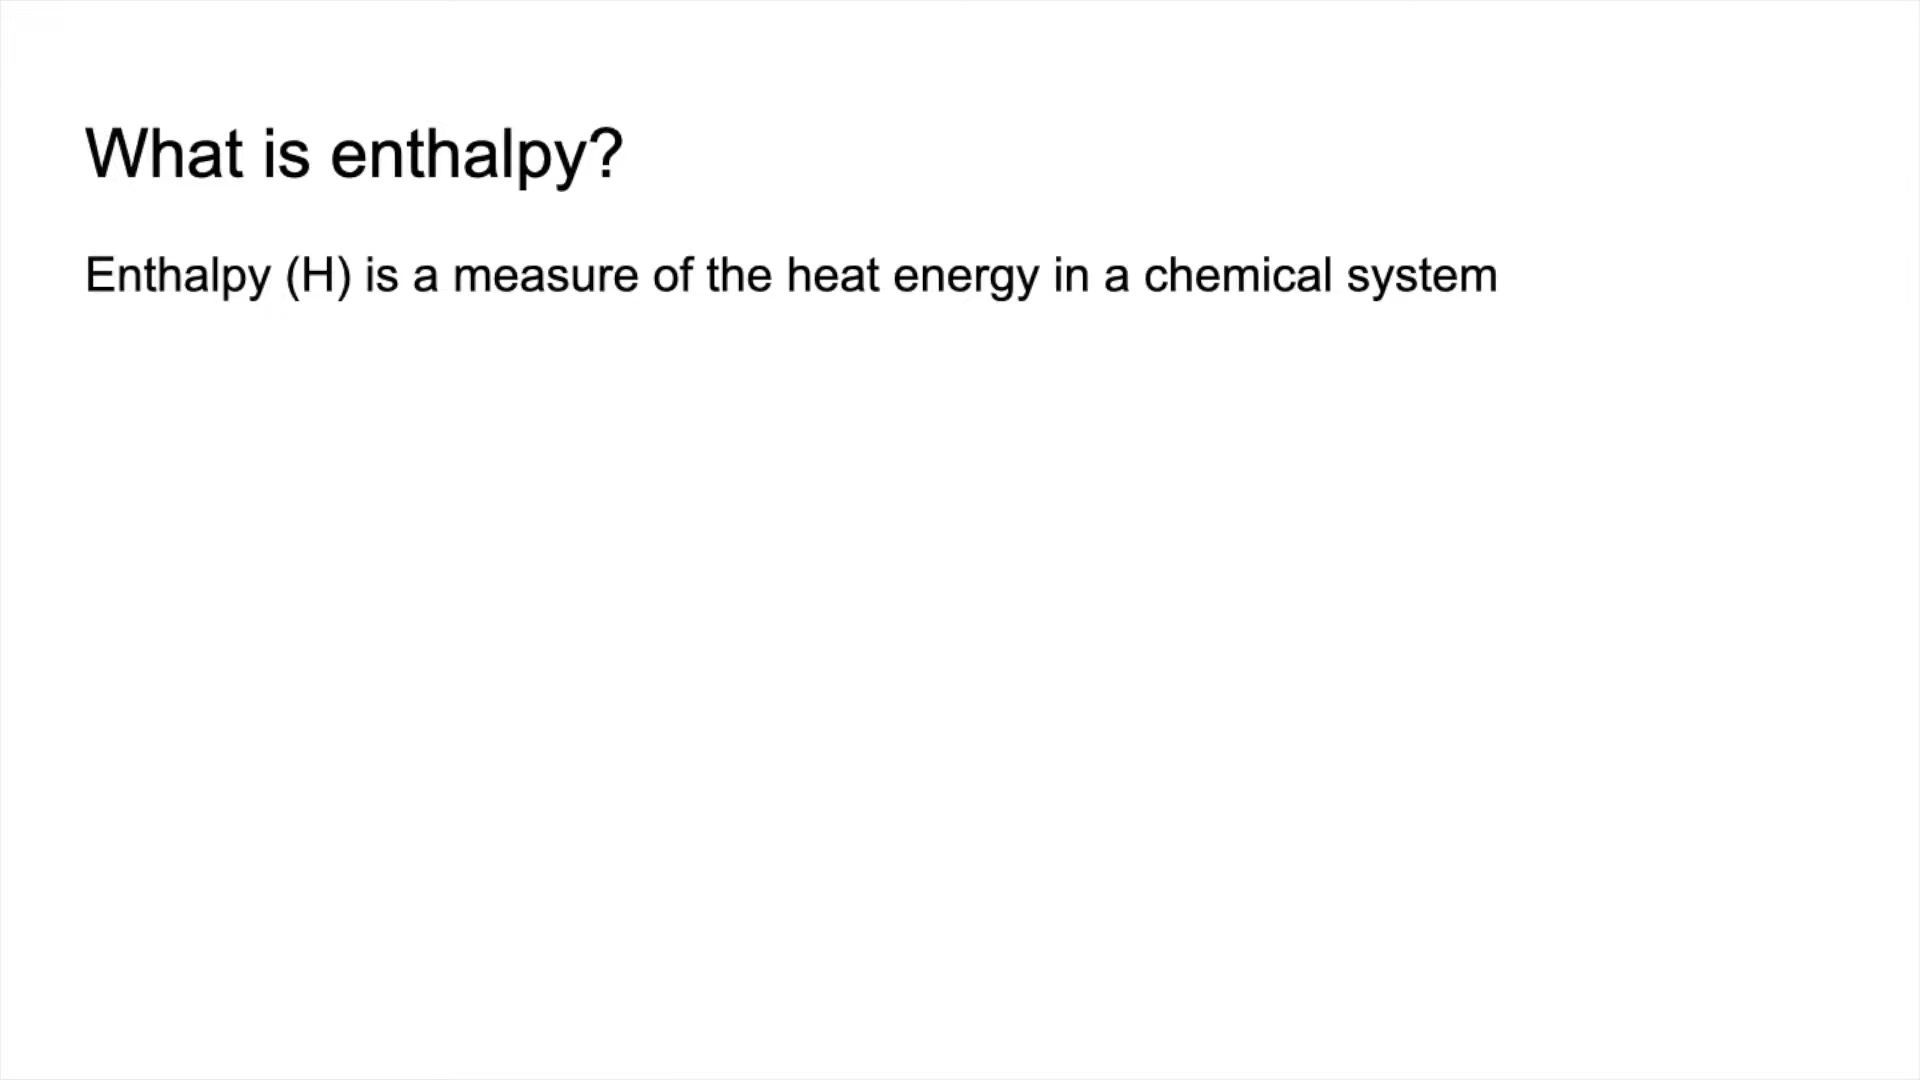 What is enthalpy?
Enthalpy (H) is a measure of the heat energy in a chemical system